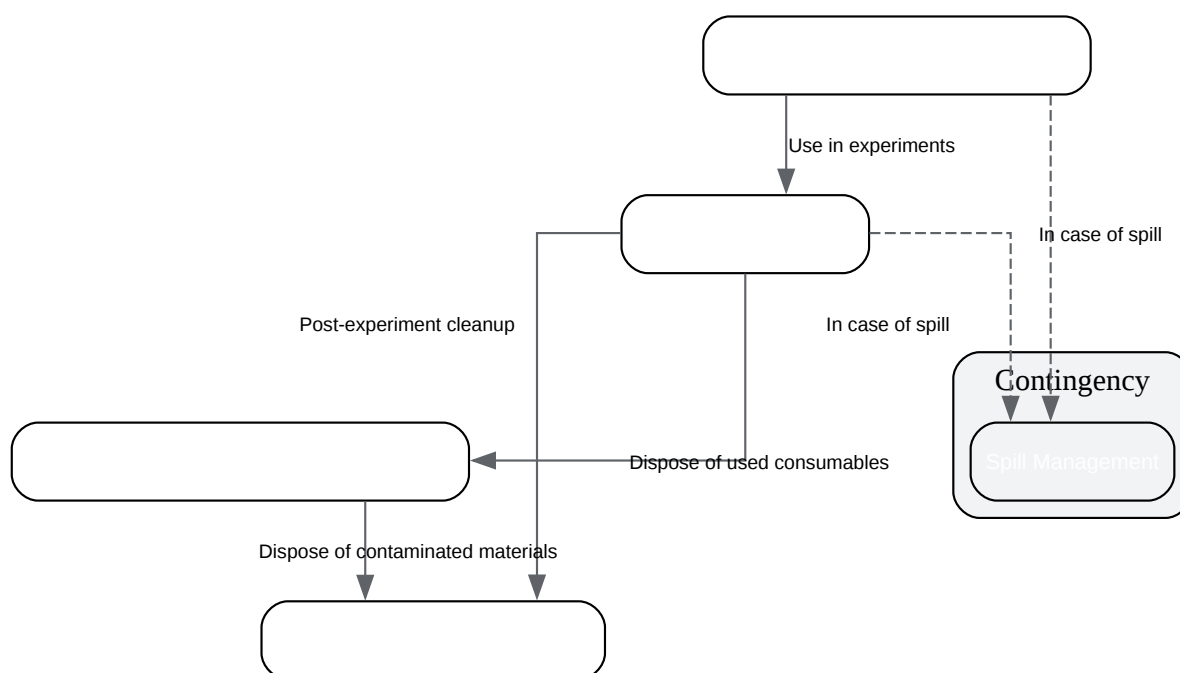 Use in experiments
In case of spill
Post-experiment cleanup
In case of spill
Contingency
Spill Management
Dispose of used consumables
Dispose of contaminated materials